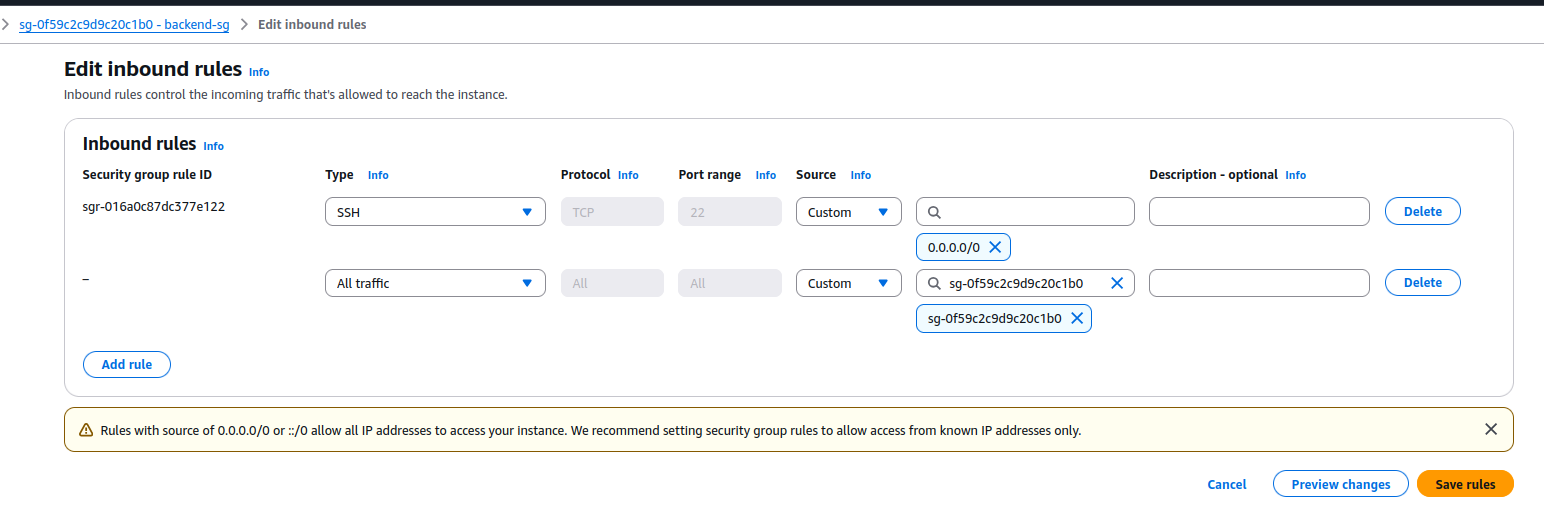 sg-0f59c2c9d9c20c1b0 - backend-sg Edit inbound rules
Edit inbound rules Info
Inbound rules control the incoming traffic that's allowed to reach the instance.
Inbound rules Info
Security group rule ID Type Info Protocol Info Port range Info Source Info Description - optional Info
sgr-016a0c87dc377e122 SSH TCP 22 Custom Delete
0.0.0.0/0
– All traffic All All Custom sg-0f59c2c9d9c20c1b0 Delete
sg-0f59c2c9d9c20c1b0
Add rule
Rules with source of 0.0.0.0/0 or ::/0 allow all IP addresses to access your instance. We recommend setting security group rules to allow access from known IP addresses only.
Cancel Preview changes Save rules